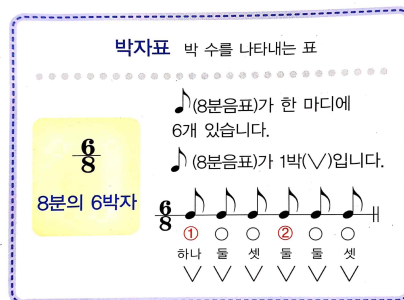 박자표 박 수를 나타내는 표
♪(8분음표)가 한 마디에
6개 있습니다.
♪(8분음표)가 1박(∨)입니다.
6
8
8분의 6박자
6
8
① ○ ○ ② ○ ○
하나 둘 셋 둘 둘 셋
∨ ∨ ∨ ∨ ∨ ∨